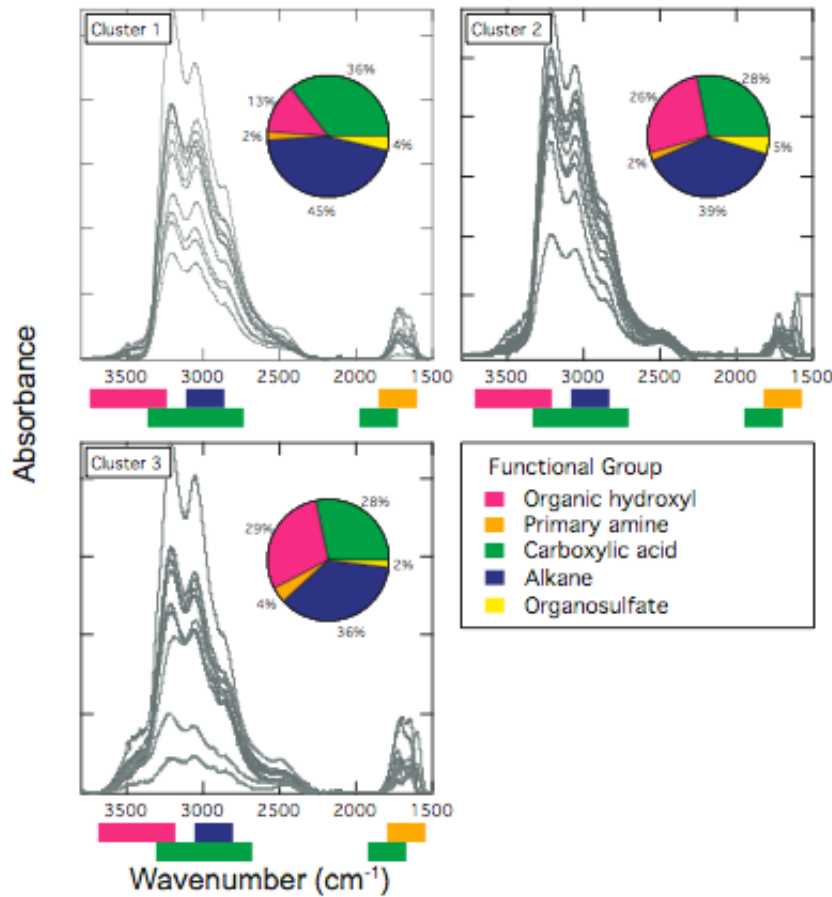 Cluster 1
36%
13%
2%
4%
45%
3500 3000 2500 2000 1500
Cluster 2
28%
26%
2%
5%
39%
3500 3000 2500 2000 1500
Absorbance
Cluster 3
28%
29%
2%
4%
36%
3500 3000 2500 2000 1500
Functional Group
Organic hydroxyl
Primary amine
Carboxylic acid
Alkane
Organosulfate
Wavenumber (cm⁻¹)